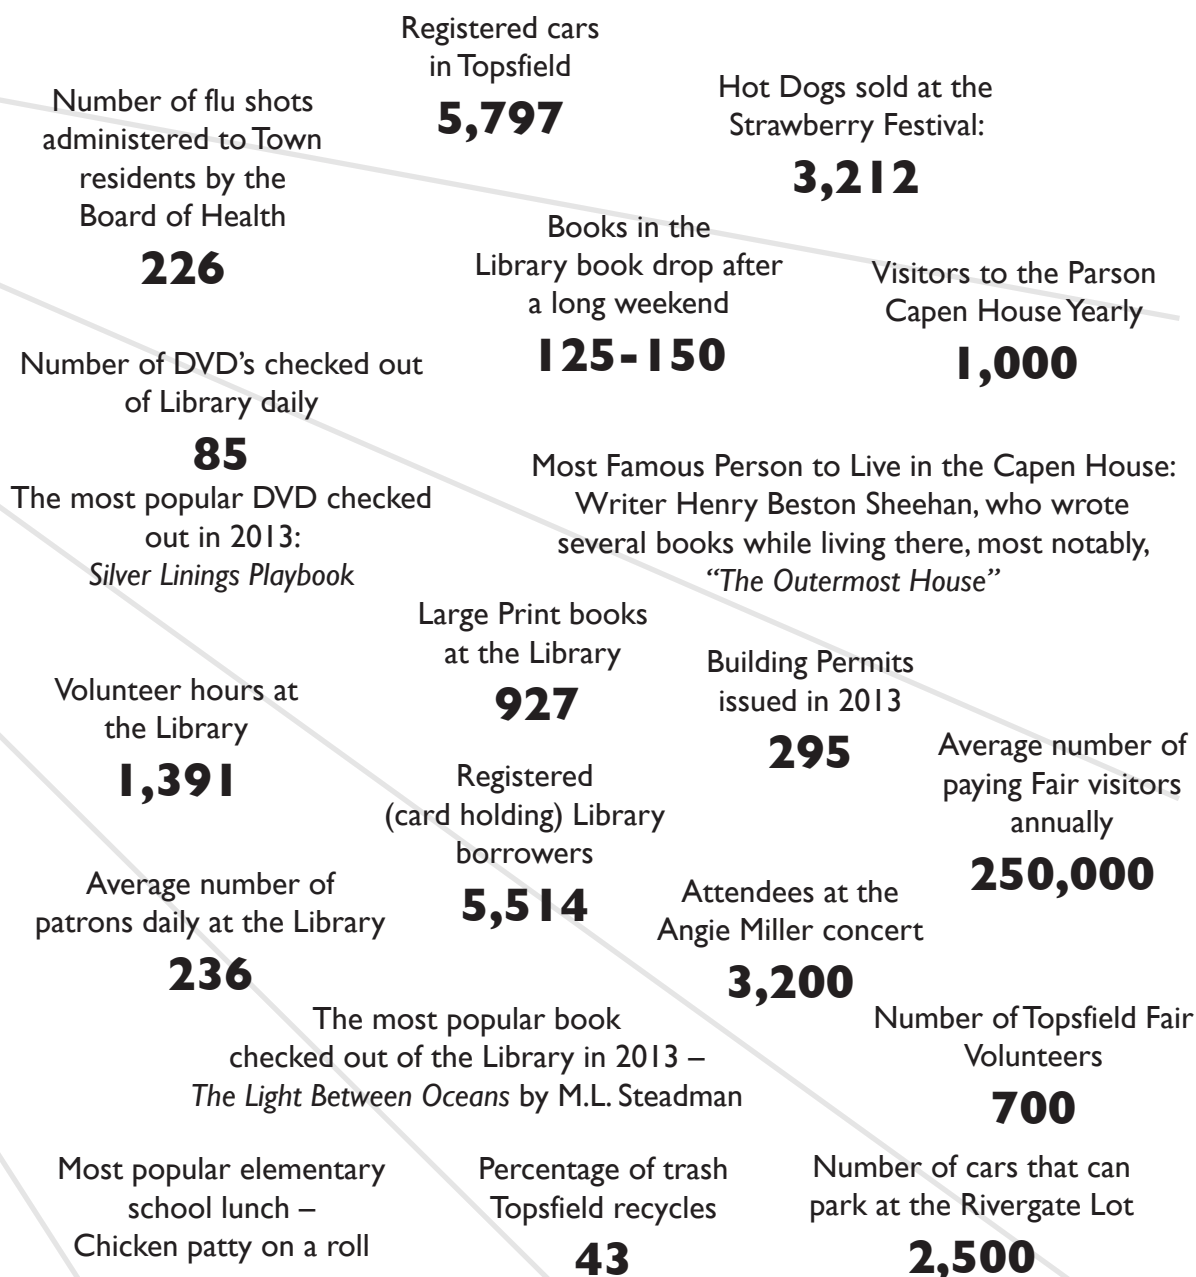 Registered cars
in Topsfield
5,797
Hot Dogs sold at the
Strawberry Festival:
3,212
Number of flu shots
administered to Town
residents by the
Board of Health
226
Books in the
Library book drop after
a long weekend
125-150
Visitors to the Parson
Capen House Yearly
1,000
Number of DVD’s checked out
of Library daily
85
The most popular DVD checked
out in 2013:
Silver Linings Playbook
Most Famous Person to Live in the Capen House:
Writer Henry Beston Sheehan, who wrote
several books while living there, most notably,
“The Outermost House”
Large Print books
at the Library
927
Building Permits
issued in 2013
295
Volunteer hours at
the Library
1,391
Average number of
paying Fair visitors
annually
250,000
Registered
(card holding) Library
borrowers
5,514
Average number of
patrons daily at the Library
236
Attendees at the
Angie Miller concert
3,200
The most popular book
checked out of the Library in 2013 –
The Light Between Oceans by M.L. Steadman
Number of Topsfield Fair
Volunteers
700
Most popular elementary
school lunch –
Chicken patty on a roll
Percentage of trash
Topsfield recycles
43
Number of cars that can
park at the Rivergate Lot
2,500